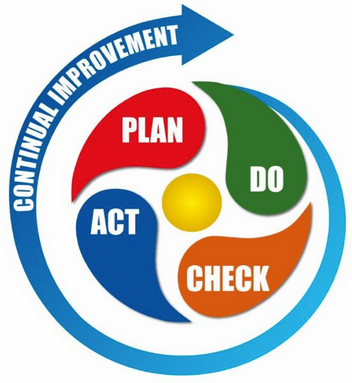 CONTINUAL IMPROVEMENT
PLAN
DO
CHECK
ACT